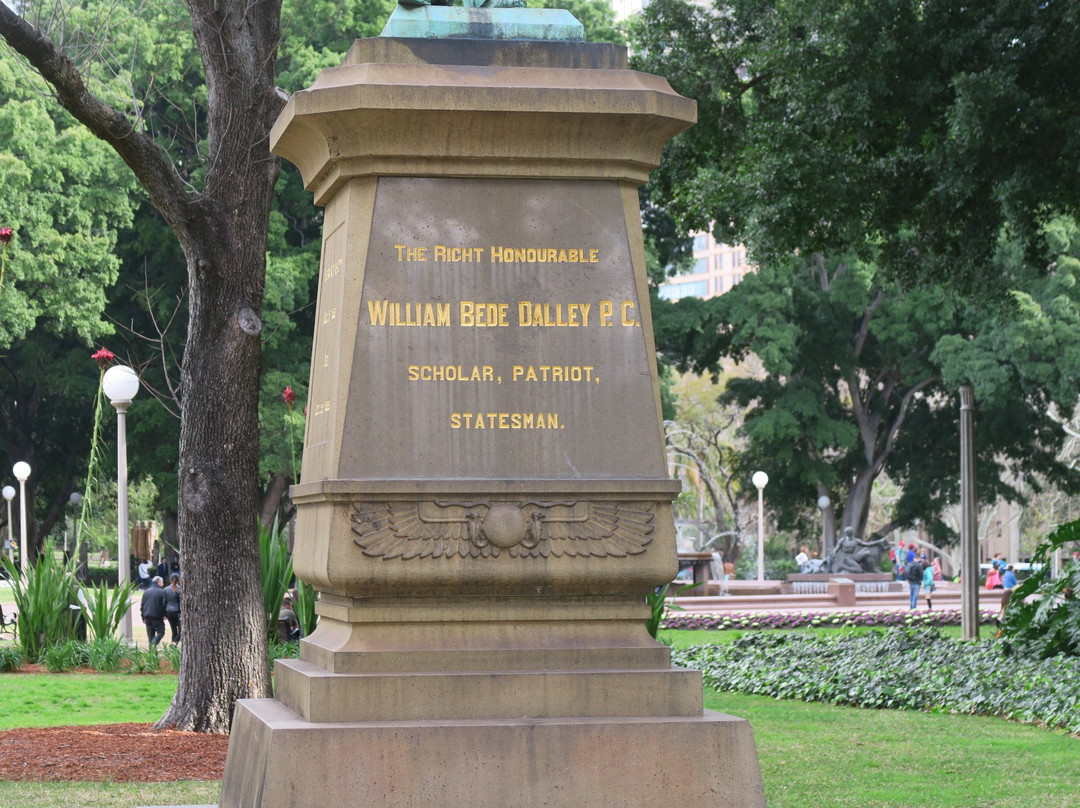 THE RIGHT HONOURABLE
WILLIAM BEDE DALLEY P. C.
SCHOLAR, PATRIOT,
STATESMAN.